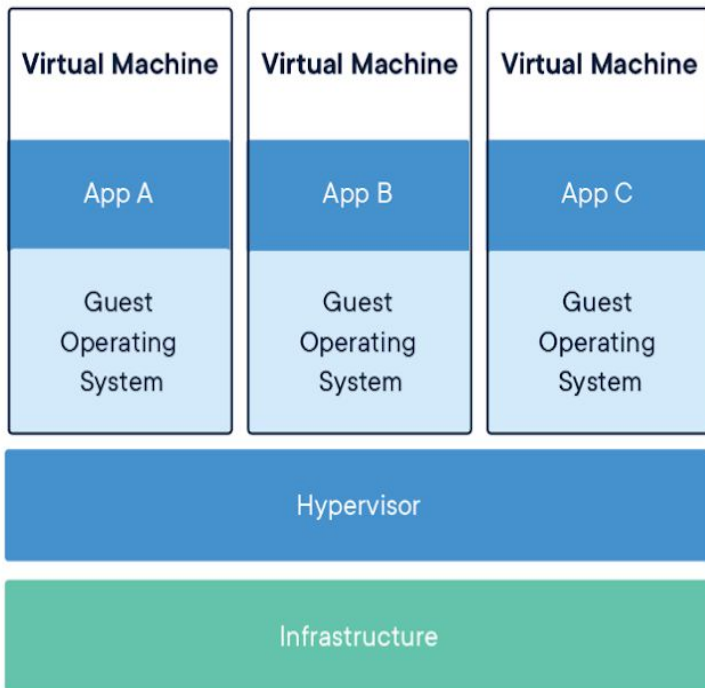 Virtual Machine
Virtual Machine
Virtual Machine
App A
App B
App C
Guest
Operating
System
Guest
Operating
System
Guest
Operating
System
Hypervisor
Infrastructure